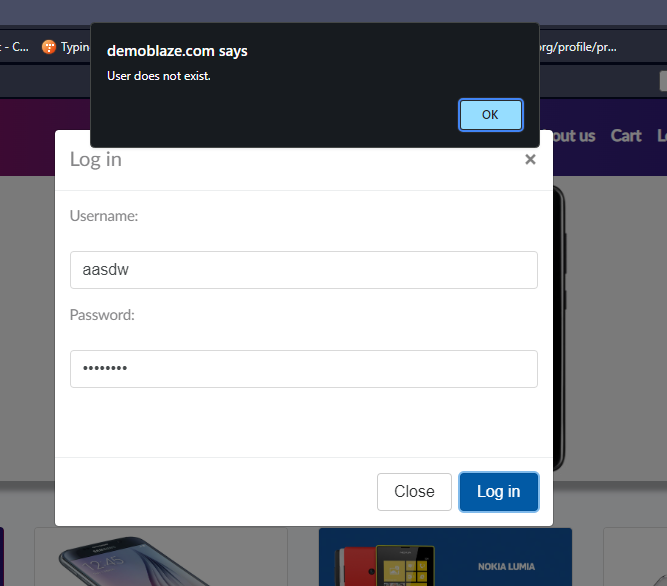 - C...
Typin
org/profile/pr...
demoblaze.com says
User does not exist.
OK
out us
Cart
Log in
×
Username:
aasdw
Password:
••••••••
Close
Log in
NOKIA LUMIA